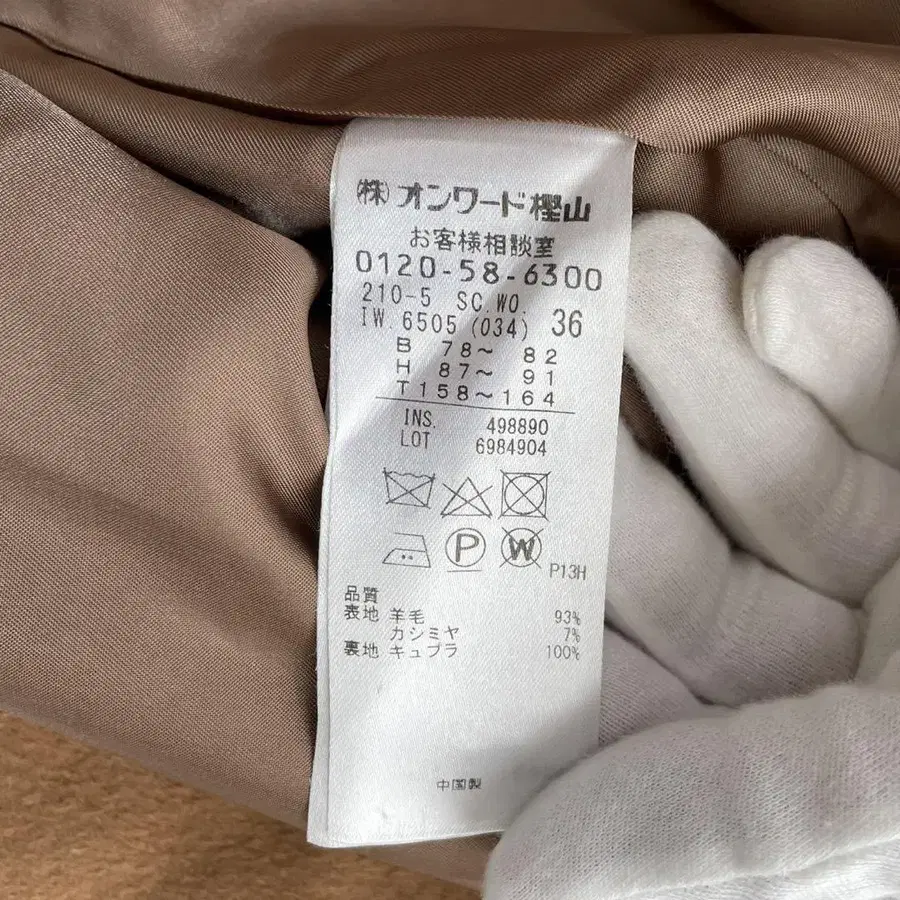 ㈱オンワード樫山
お客様相談室
0120-58-6300
210-5 SC.WO.
IW.6505(034) 36
B 78～ 82
H 87～ 91
T158～164
INS. 498890
LOT 6984904
P
W
P13H
品質
表地 羊毛 93%
カシミヤ 7%
裏地 キュプラ 100%
中国製